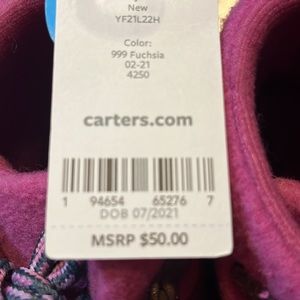 New
YF21L22H
Color:
999 Fuchsia
02-21
4250
carters.com
1 94654 65276 7
DOB 07/2021
MSRP $50.00